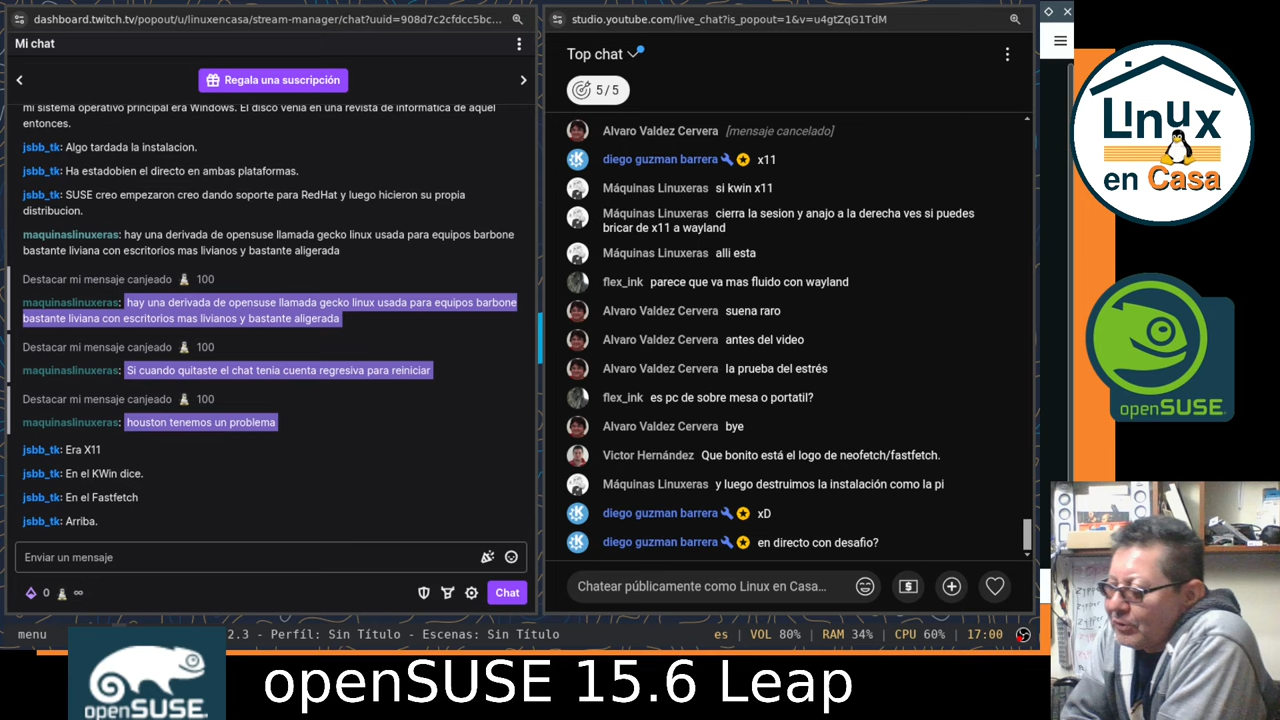 dashboard.twitch.tv/popout/u/linuxencasa/stream-manager/chat?uuid=908d7c2cfdcc5bc...
Mi chat
Regala una suscripción
mi sistema operativo principal era Windows. El disco venia en una revista de informatica de aquel
entonces.
jsbb_tk: Algo tardada la instalacion.
jsbb_tk: Ha estadobien el directo en ambas plataformas.
jsbb_tk: SUSE creo empezaron creo dando soporte para RedHat y luego hicieron su propia
distribucion.
maquinaslinuxeras: hay una derivada de opensuse llamada gecko linux usada para equipos barbone
bastante liviana con escritorios mas livianos y bastante aligerada
Destacar mi mensaje canjeado 100
maquinaslinuxeras: hay una derivada de opensuse llamada gecko linux usada para equipos barbone
bastante liviana con escritorios mas livianos y bastante aligerada
Destacar mi mensaje canjeado 100
maquinaslinuxeras: Si cuando quitaste el chat tenia cuenta regresiva para reiniciar
Destacar mi mensaje canjeado 100
maquinaslinuxeras: houston tenemos un problema
jsbb_tk: Era X11
jsbb_tk: En el KWin dice.
jsbb_tk: En el Fastfetch
jsbb_tk: Arriba.
Enviar un mensaje
0 ∞
Chat
studio.youtube.com/live_chat?is_popout=1&v=u4gtZqG1TdM
Top chat
5 / 5
Alvaro Valdez Cervera [mensaje cancelado]
diego guzman barrera x11
Máquinas Linuxeras si kwin x11
Máquinas Linuxeras cierra la sesion y anajo a la derecha ves si puedes
bricar de x11 a wayland
Máquinas Linuxeras alli esta
flex_ink parece que va mas fluido con wayland
Alvaro Valdez Cervera suena raro
Alvaro Valdez Cervera antes del video
Alvaro Valdez Cervera la prueba del estrés
flex_ink es pc de sobre mesa o portatil?
Alvaro Valdez Cervera bye
Victor Hernández Que bonito está el logo de neofetch/fastfetch.
Máquinas Linuxeras y luego destruimos la instalación como la pi
diego guzman barrera xD
diego guzman barrera en directo con desafio?
Chatear públicamente como Linux en Casa...
Linux
en Casa
openSUSE
menu 2.3 - Perfíl: Sin Título - Escenas: Sin Título es | VOL 80% | RAM 34% | CPU 60% | 17:00
openSUSE
openSUSE 15.6 Leap